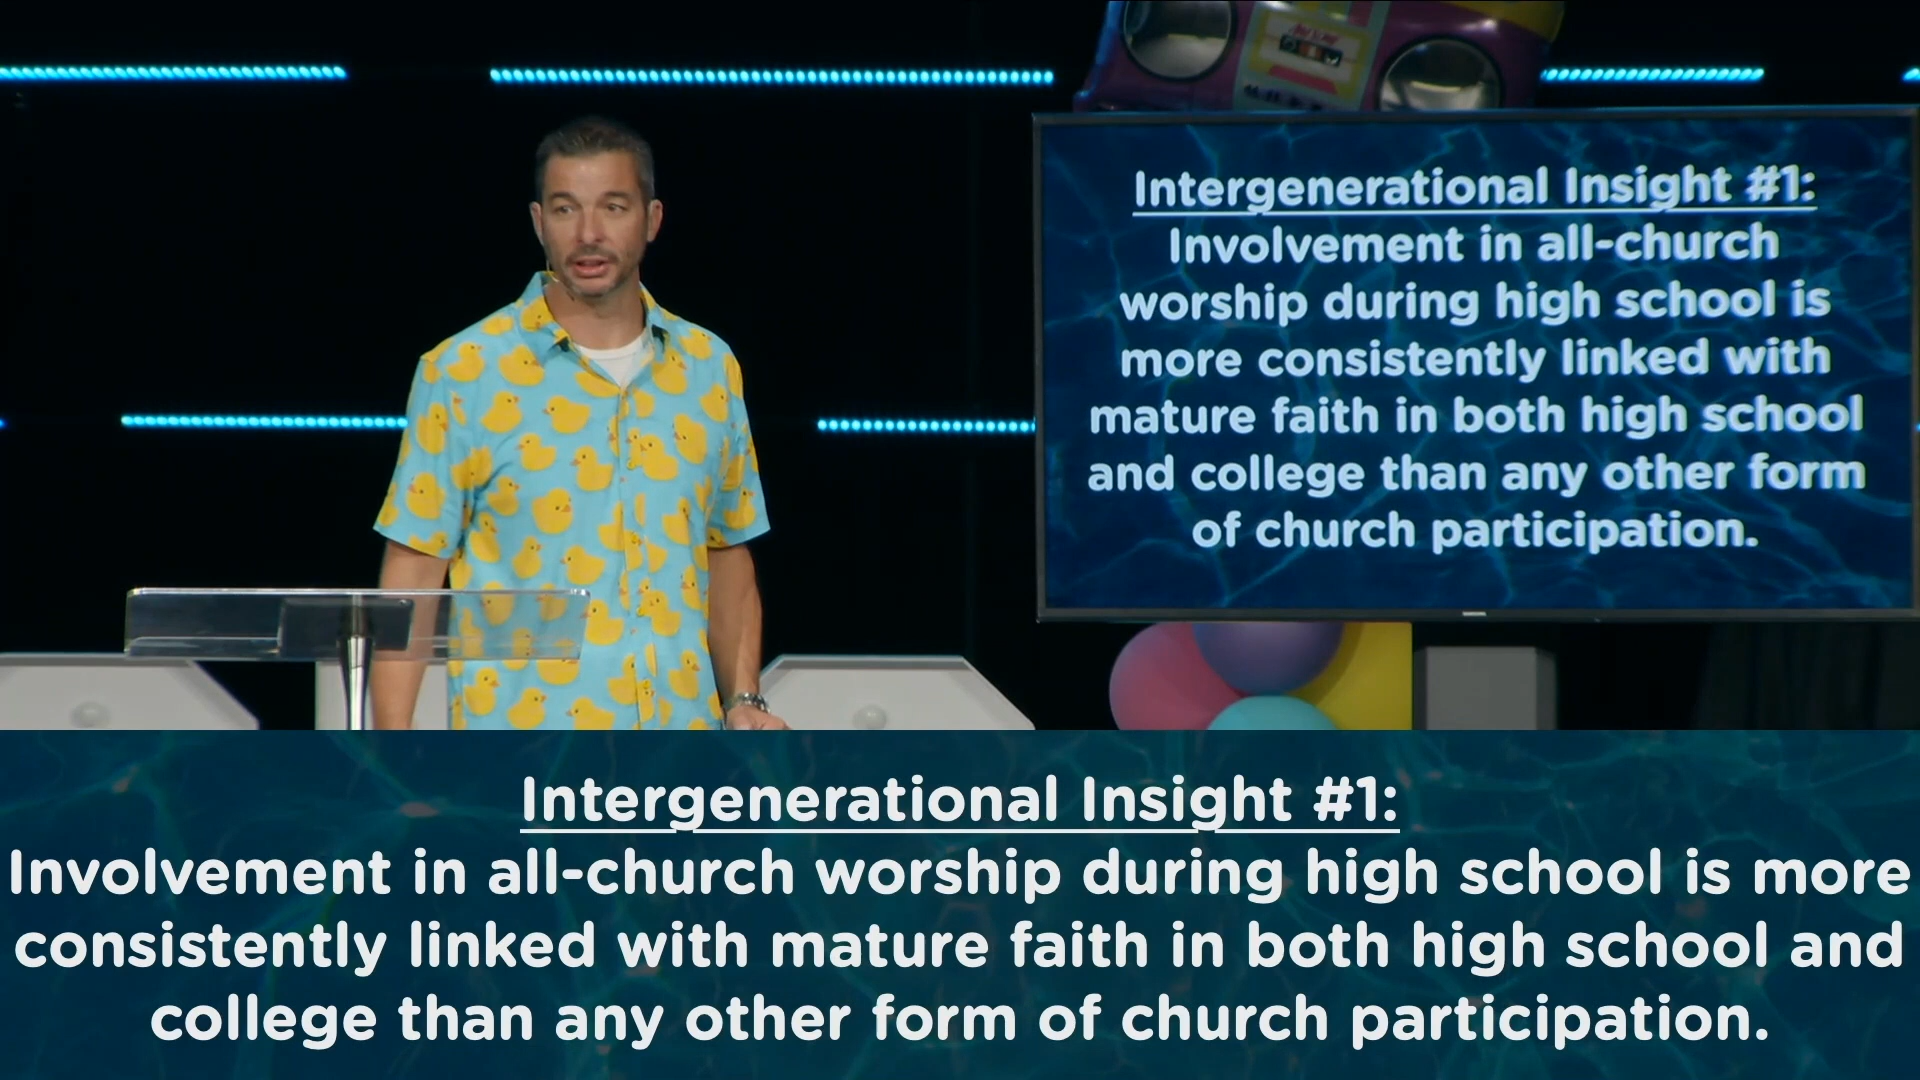 Intergenerational Insight #1:
Involvement in all-church
worship during high school is
more consistently linked with
mature faith in both high school
and college than any other form
of church participation.
Intergenerational Insight #1:
Involvement in all-church worship during high school is more
consistently linked with mature faith in both high school and
college than any other form of church participation.